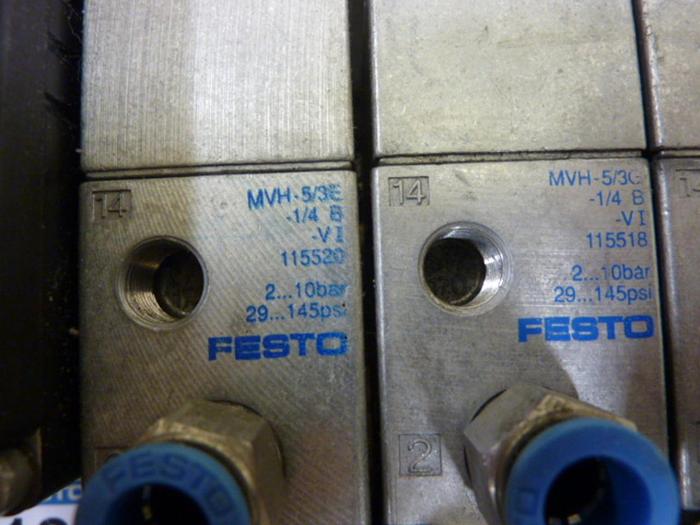 14
MVH-5/3E
-1/4 B
-VI
115520
2...10bar
29...145psi
FESTO
FESTO
14
MVH-5/3G
-1/4 B
-VI
115518
2...10bar
29...145psi
FESTO
2